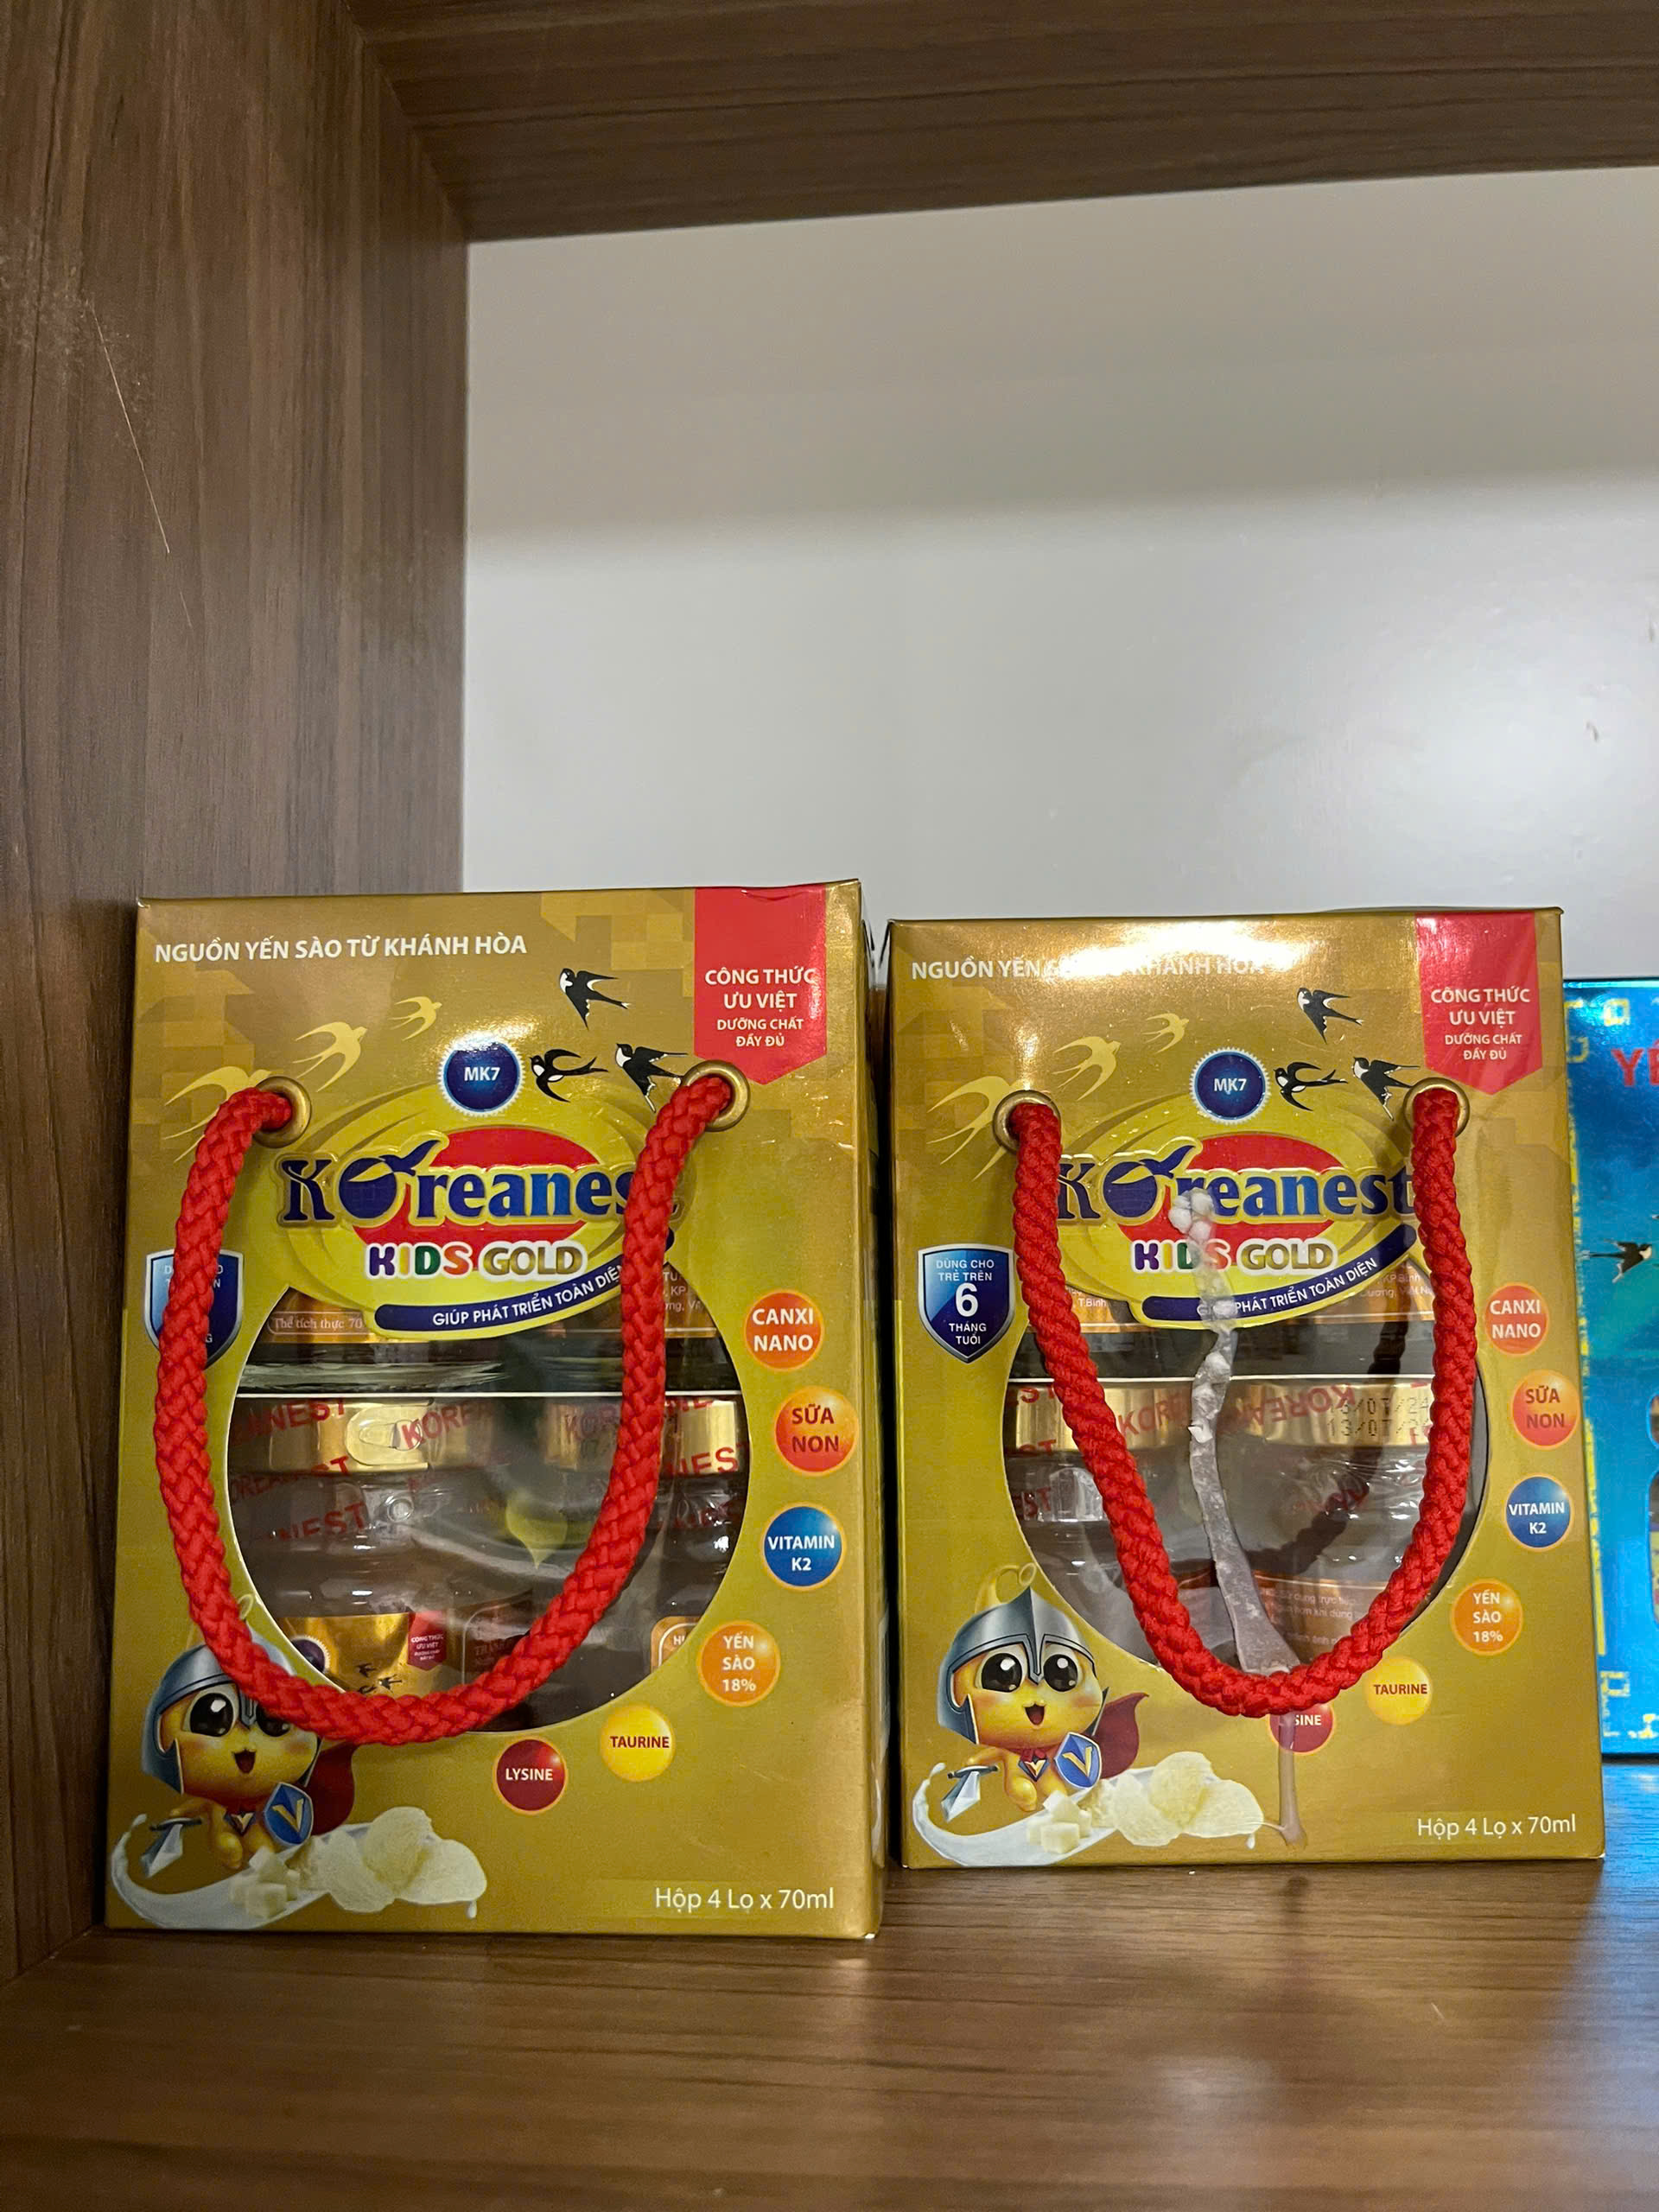 NGUỒN YẾN SÀO TỪ KHÁNH HÒA
CÔNG THỨC
ƯU VIỆT
DƯỠNG CHẤT
ĐẦY ĐỦ
MK7
Koreanest
KIDS GOLD
GIÚP PHÁT TRIỂN TOÀN DIỆN
Thể tích thực 70
CANXI
NANO
SỮA
NON
VITAMIN
K2
YẾN
SÀO
18%
TAURINE
LYSINE
Hộp 4 Lọ x 70ml
NGUỒN YẾN KHÁNH HÒA
CÔNG THỨC
ƯU VIỆT
DƯỠNG CHẤT
ĐẦY ĐỦ
MK7
Koreanest
KIDS GOLD
PHÁT TRIỂN TOÀN DIỆN
DÙNG CHO
TRẺ TRÊN
6
THÁNG
TUỔI
CANXI
NANO
SỮA
NON
VITAMIN
K2
YẾN
SÀO
18%
TAURINE
Hộp 4 Lọ x 70ml